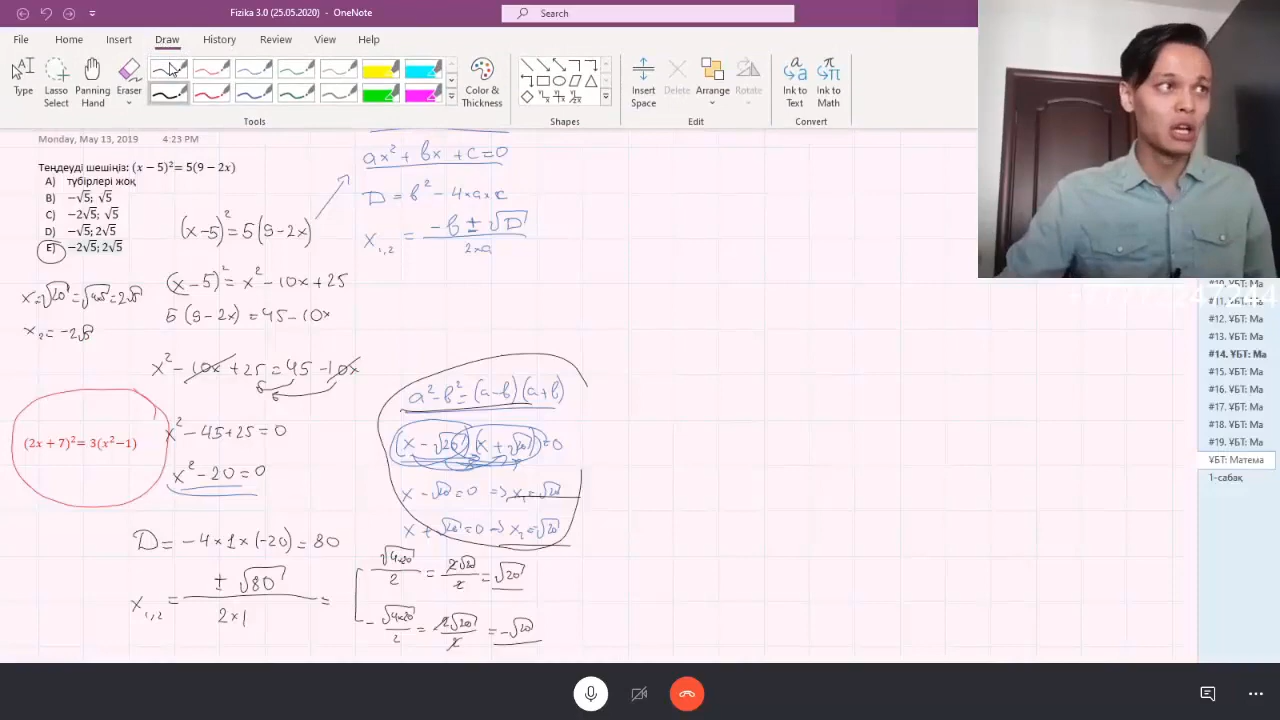 Fizika 3.0 (25.05.2020) - OneNote
Search
File Home Insert Draw History Review View Help
Type
Lasso Select
Panning Hand
Eraser
Color & Thickness
Insert Space
Delete
Arrange
Rotate
Ink to Text
Ink to Math
Tools
Shapes
Edit
Convert
Monday, May 13, 2019 4:23 PM
Теңдеуді шешіңіз: (x − 5)²= 5(9 − 2x)
A) түбірлері жоқ
B) −√5; √5
C) −2√5; √5
D) −√5; 2√5
E) −2√5; 2√5
ax² + bx + c = 0
D = b² − 4×a×c
x₁,₂ = (−b ± √D) / (2×a)
(x−5)² = 5(9−2x)
(x−5)² = x² − 10x + 25
5(9−2x) = 45 − 10x
x=√20=√4·5=2√5
x₂=−2√5
x² − 10x + 25 = 45 − 10x
x² − 45 + 25 = 0
x² − 20 = 0
(2x + 7)²= 3(x²−1)
a² − b² = (a−b)(a+b)
(x − √20)(x + √20) = 0
x − √20 = 0 => x₁ = √20
x + √20 = 0 => x₂ = √20
D = −4×1×(−20) = 80
x₁,₂ = ± √80 / (2×1) =
√4×20 / 2 = 2√20 / 2 = √20
− √4×20 / 2 = 2√20 / 2 = −√20
#11. ҰБТ: Ма
#12. ҰБТ: Ма
#13. ҰБТ: Ма
#14. ҰБТ: Ма
#15. ҰБТ: Ма
#16. ҰБТ: Ма
#17. ҰБТ: Ма
#18. ҰБТ: Ма
#19. ҰБТ: Ма
ҰБТ: Матема
1-сабақ